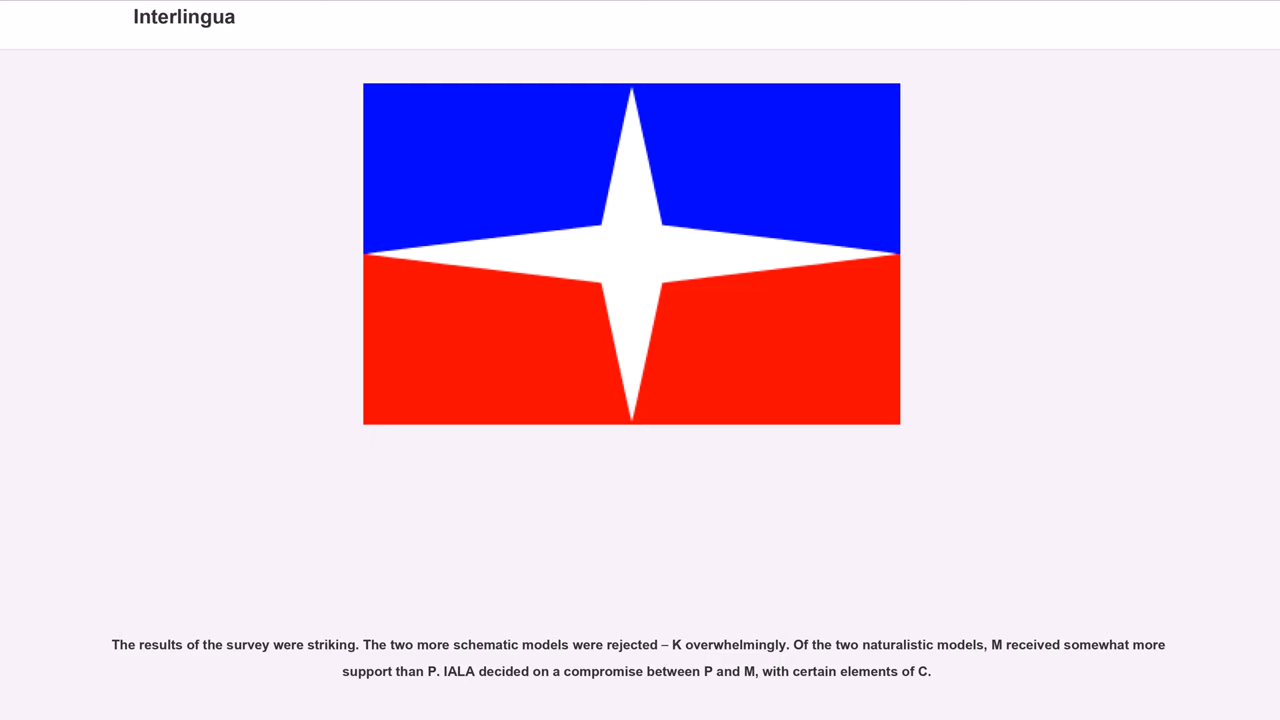 Interlingua
The results of the survey were striking. The two more schematic models were rejected – K overwhelmingly. Of the two naturalistic models, M received somewhat more
support than P. IALA decided on a compromise between P and M, with certain elements of C.